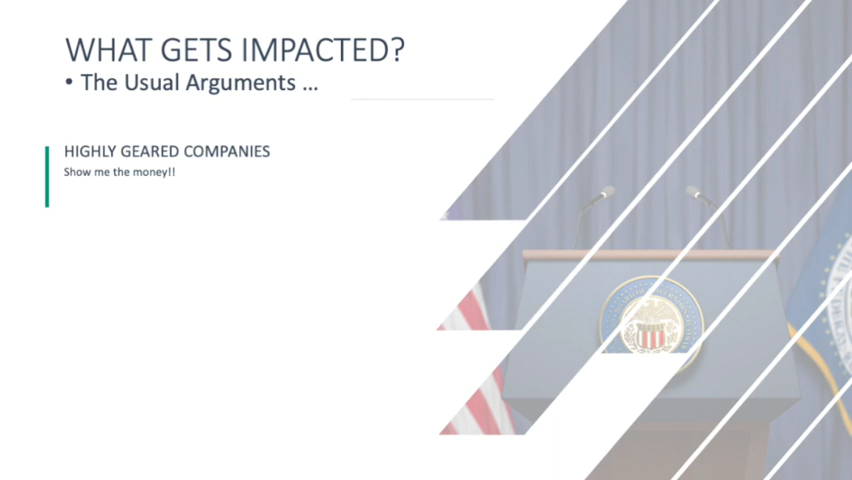 WHAT GETS IMPACTED?
• The Usual Arguments …
HIGHLY GEARED COMPANIES
Show me the money!!